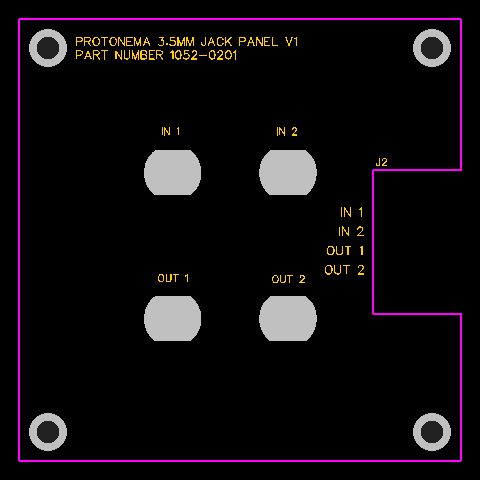 PROTONEMA 3.5MM JACK PANEL V1
PART NUMBER 1052-0201
IN 1
IN 2
J2
IN 1
IN 2
OUT 1
OUT 2
OUT 1
OUT 2